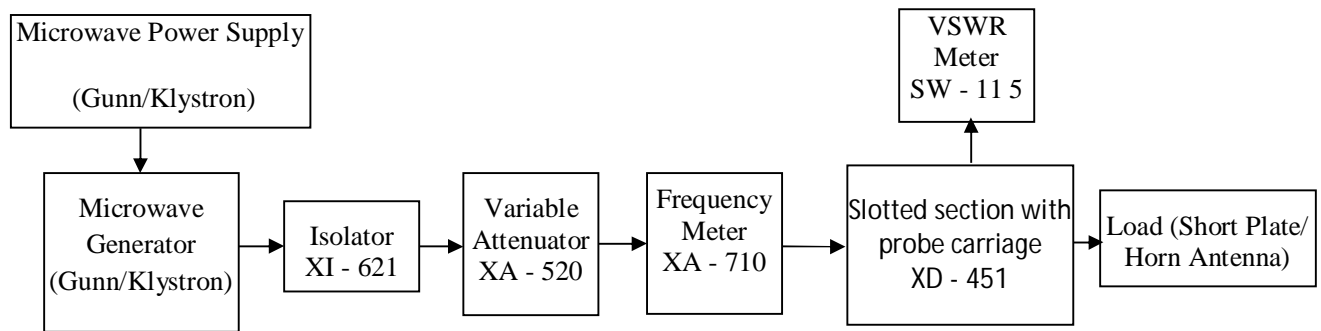 Microwave Power Supply
(Gunn/Klystron)
VSWR
Meter
SW - 11 5
Microwave
Generator
(Gunn/Klystron)
Isolator
XI - 621
Variable
Attenuator
XA - 520
Frequency
Meter
XA - 710
Slotted section with
probe carriage
XD - 451
Load (Short Plate/
Horn Antenna)